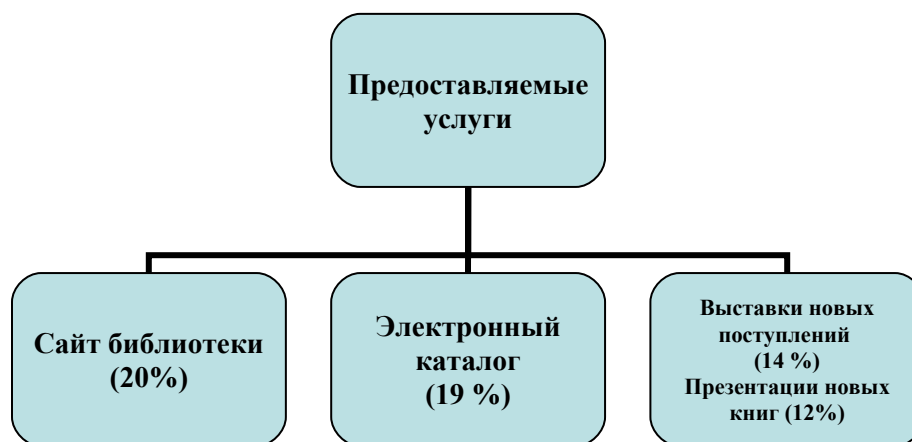 Предоставляемые
услуги
Сайт библиотеки
(20%)
Электронный
каталог
(19 %)
Выставки новых
поступлений
(14 %)
Презентации новых
книг (12%)